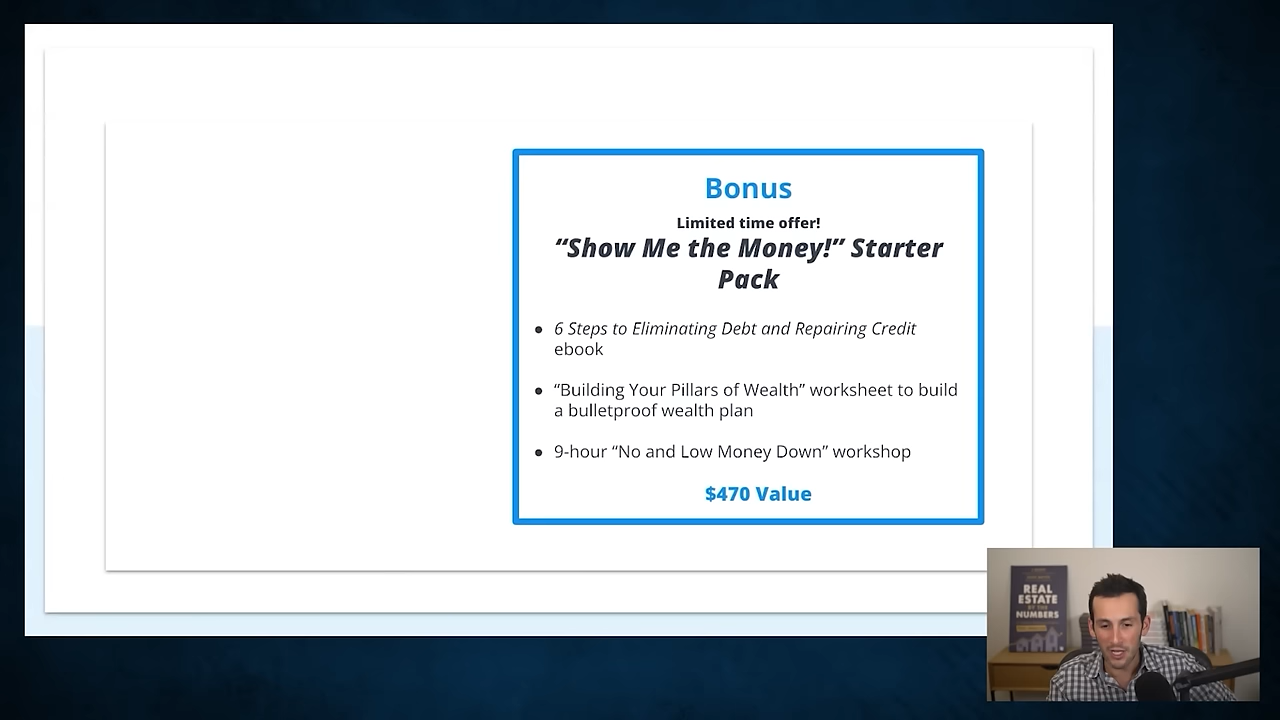 Bonus
Limited time offer!
“Show Me the Money!” Starter
Pack
• 6 Steps to Eliminating Debt and Repairing Credit
ebook
• “Building Your Pillars of Wealth” worksheet to build
a bulletproof wealth plan
• 9-hour “No and Low Money Down” workshop
$470 Value
REAL
ESTATE
BY THE
NUMBERS